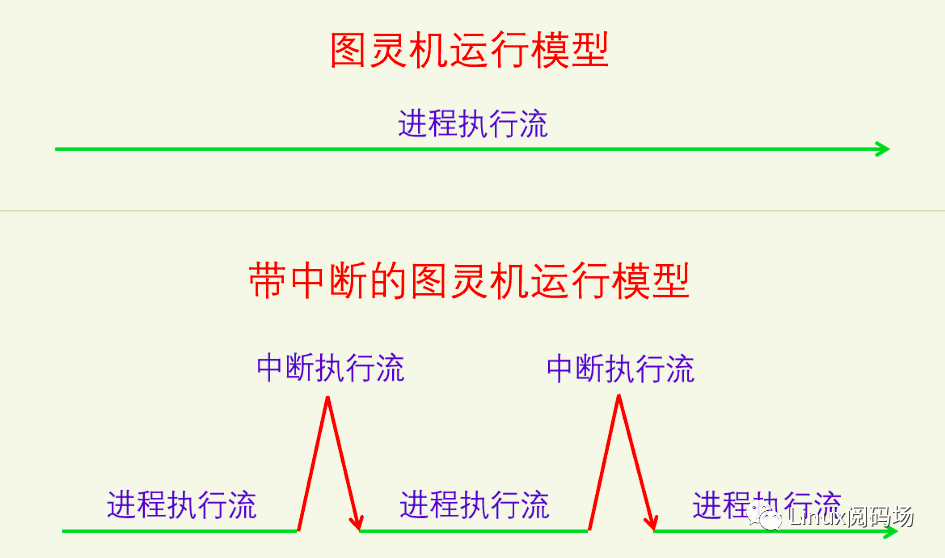 图灵机运行模型
进程执行流
带中断的图灵机运行模型
中断执行流 中断执行流
进程执行流 进程执行流 进程执行流
Linux阅码场